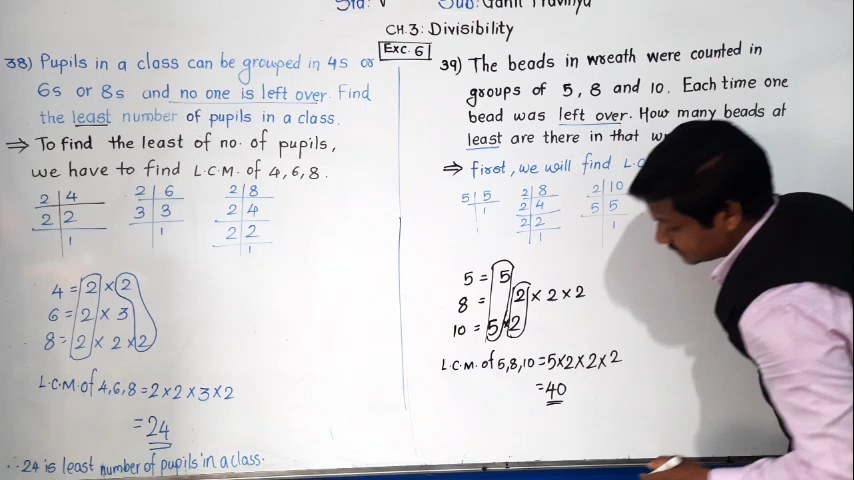 Std: V Sub: Ganit Pravinya
CH.3: Divisibility
Exc. 6
38) Pupils in a class can be grouped in 4s or
6s or 8s and no one is left over. Find
the least number of pupils in a class.
⇒ To find the least of no. of pupils,
we have to find L.C.M. of 4,6,8.
2 | 4
2 | 2
1
2 | 6
3 | 3
1
2 | 8
2 | 4
2 | 2
1
4 = 2 × 2
6 = 2 × 3
8 = 2 × 2 × 2
L.C.M. of 4,6,8 = 2 × 2 × 3 × 2
= 24
∴ 24 is least number of pupils in a class.
39) The beads in wreath were counted in
groups of 5, 8 and 10. Each time one
bead was left over. How many beads at
least are there in that
⇒ first, we will find
5 | 5
1
2 | 8
2 | 4
2 | 2
1
2 | 10
5 | 5
1
5 = 5
8 = 2 × 2 × 2
10 = 5 × 2
L.C.M. of 5,8,10 = 5×2×2×2
= 40